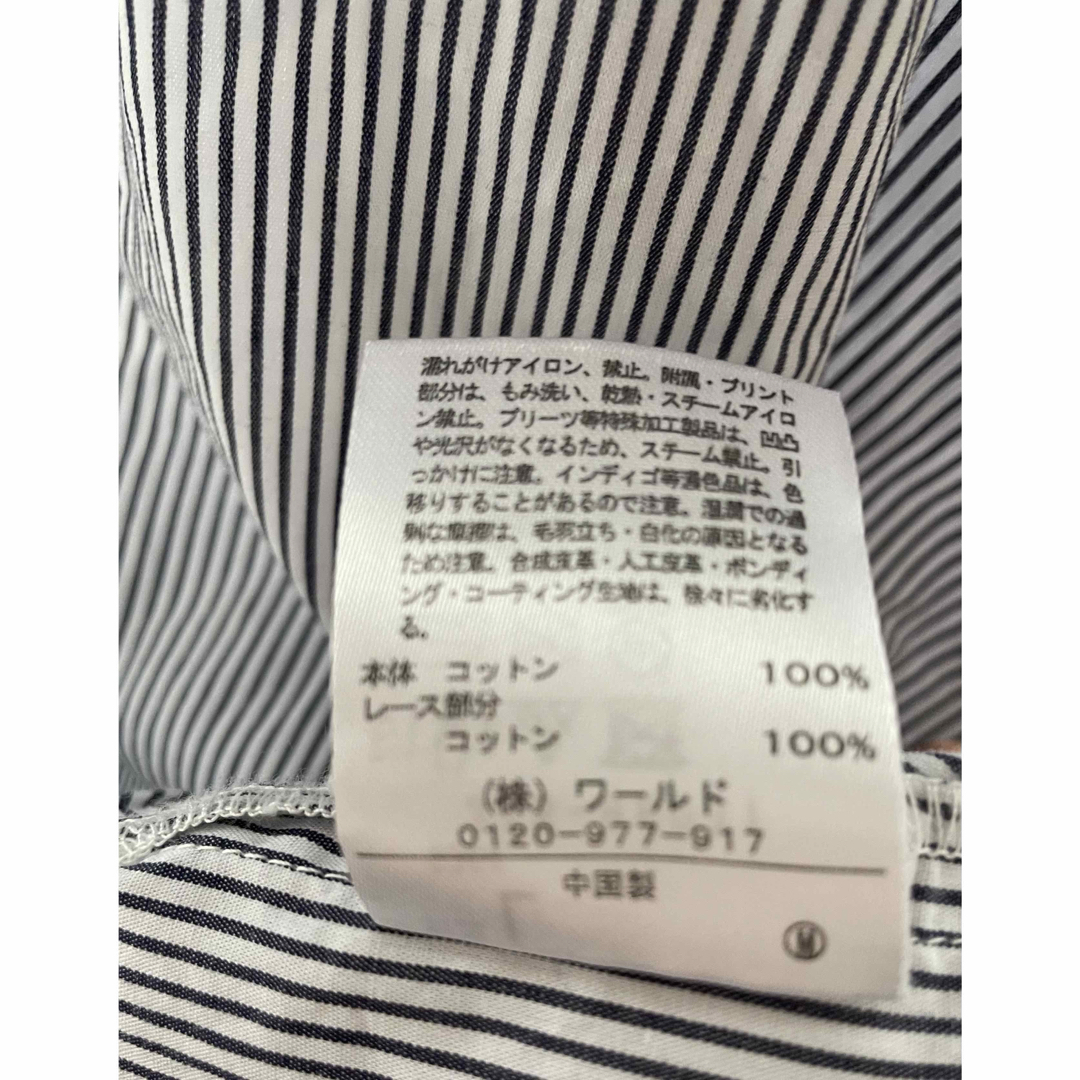 濡れがけアイロン、禁止。附属・プリント
部分は、もみ洗い、乾熱・スチームアイロ
ン禁止。プリーツ等特殊加工製品は、凹凸
や光沢がなくなるため、スチーム禁止。引
っかけに注意。インディゴ等濃色品は、色
移りすることがあるので注意。湿潤での過
剰な摩擦は、毛羽立ち・白化の原因となる
ため注意。合成皮革・人工皮革・ボンディ
ング・コーティング生地は、徐々に劣化す
る。
本体 コットン 100%
レース部分
コットン 100%
(株) ワールド
0120-977-917
中国製